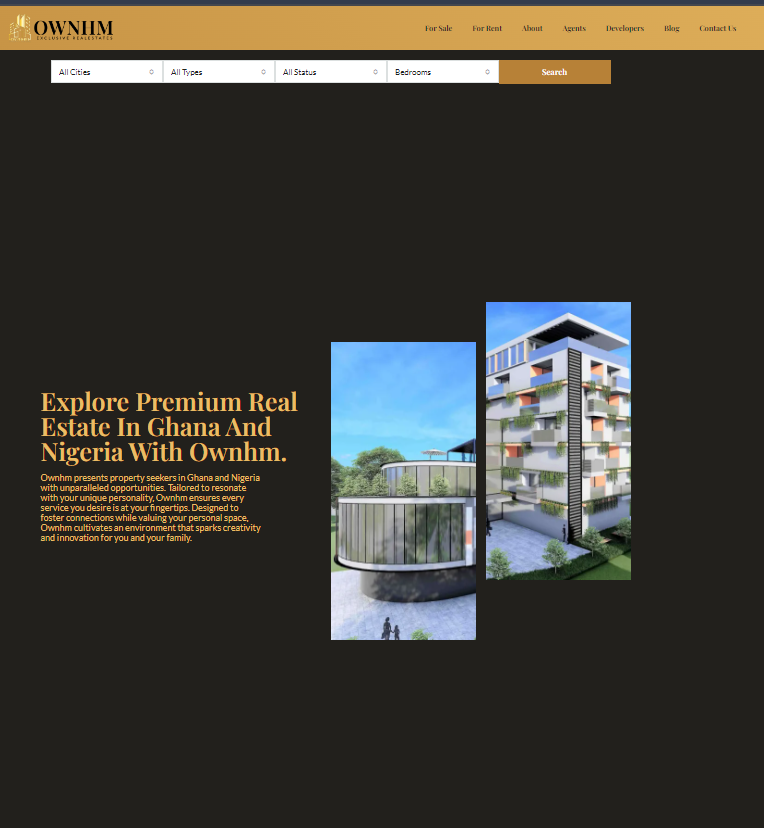 OWNHM
EXCLUSIVE REALESTATES
For Sale For Rent About Agents Developers Blog Contact Us
All Cities All Types All Status Bedrooms Search
Explore Premium Real
Estate In Ghana And
Nigeria With Ownhm.
Ownhm presents property seekers in Ghana and Nigeria
with unparalleled opportunities. Tailored to resonate
with your unique personality, Ownhm ensures every
service you desire is at your fingertips. Designed to
foster connections while valuing your personal space,
Ownhm cultivates an environment that sparks creativity
and innovation for you and your family.